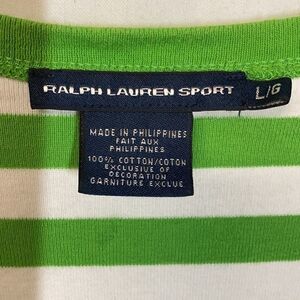 RALPH LAUREN SPORT
L/G
MADE IN PHILIPPINES
FAIT AUX
PHILIPPINES
100% COTTON/COTON
EXCLUSIVE OF
DECORATION
GARNITURE EXCLUE